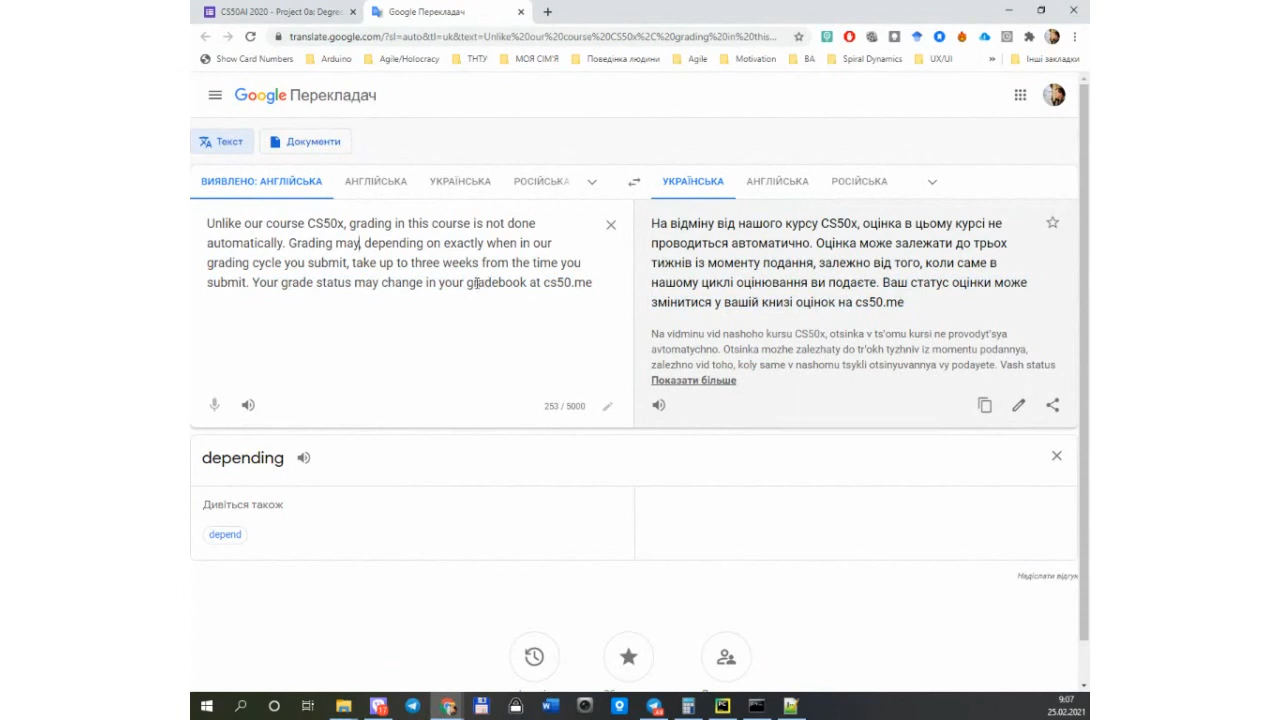 CS50AI 2020 - Project 0a: Degre
Google Перекладач
translate.google.com/?sl=auto&tl=uk&text=Unlike%20our%20course%20CS50x%2C%20grading%20in%20this...
Show Card Numbers
Arduino
Agile/Holocracy
ТНТУ
МОЯ СІМ'Я
Поведінка людини
Agile
Motivation
BA
Spiral Dynamics
UX/UI
»
Інші закладки
Google Перекладач
Текст
Документи
ВИЯВЛЕНО: АНГЛІЙСЬКА
АНГЛІЙСЬКА
УКРАЇНСЬКА
РОСІЙСЬКА
УКРАЇНСЬКА
АНГЛІЙСЬКА
РОСІЙСЬКА
Unlike our course CS50x, grading in this course is not done
automatically. Grading may, depending on exactly when in our
grading cycle you submit, take up to three weeks from the time you
submit. Your grade status may change in your gradebook at cs50.me
На відміну від нашого курсу CS50x, оцінка в цьому курсі не
проводиться автоматично. Оцінка може залежати до трьох
тижнів із моменту подання, залежно від того, коли саме в
нашому циклі оцінювання ви подаєте. Ваш статус оцінки може
змінитися у вашій книзі оцінок на cs50.me
Na vidminu vid nashoho kursu CS50x, otsinka v tsʹomu kursi ne provodytʹsya
avtomatychno. Otsinka mozhe zalezhaty do trʹokh tyzhniv iz momentu podannya,
zalezhno vid toho, koly same v nashomu tsykli otsinyuvannya vy podayete. Vash status
Показати більше
253 / 5000
depending
Дивіться також
depend
Надіслати відгук
9:07
25.02.2021